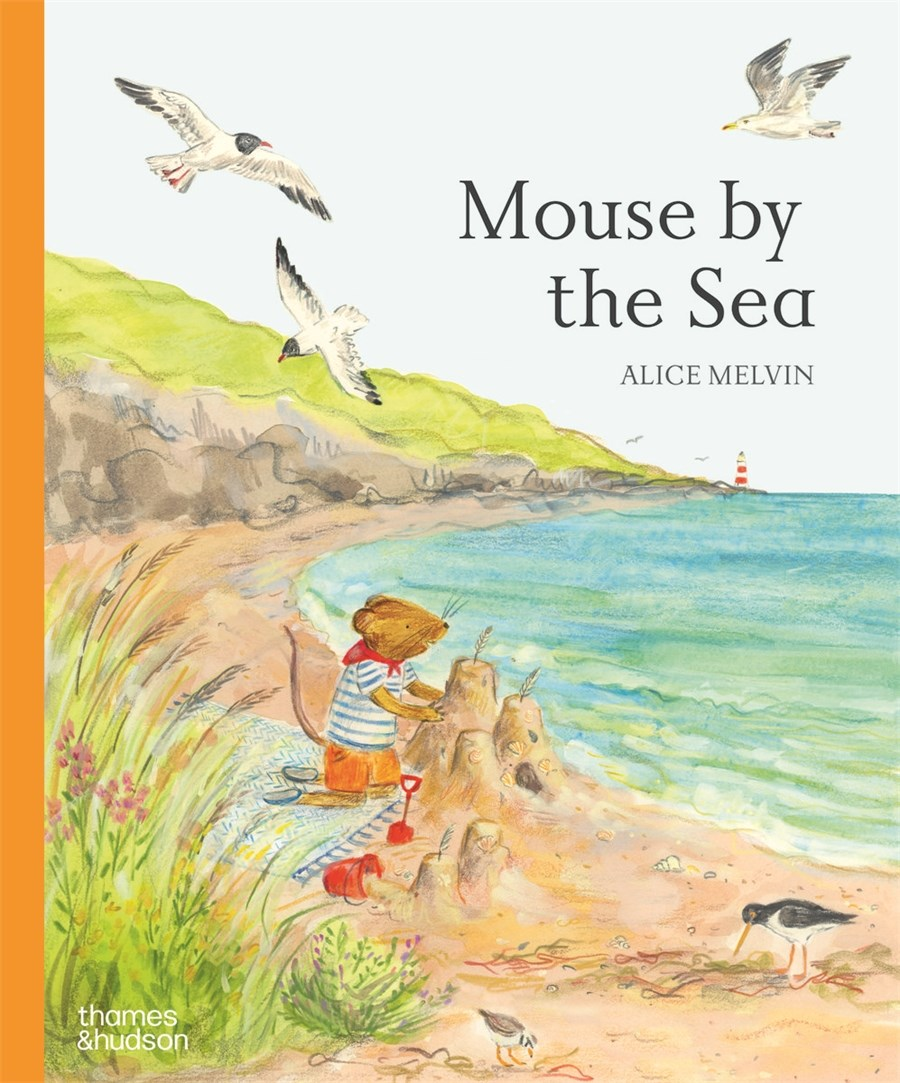 Mouse by
the Sea
ALICE MELVIN
thames
&hudson